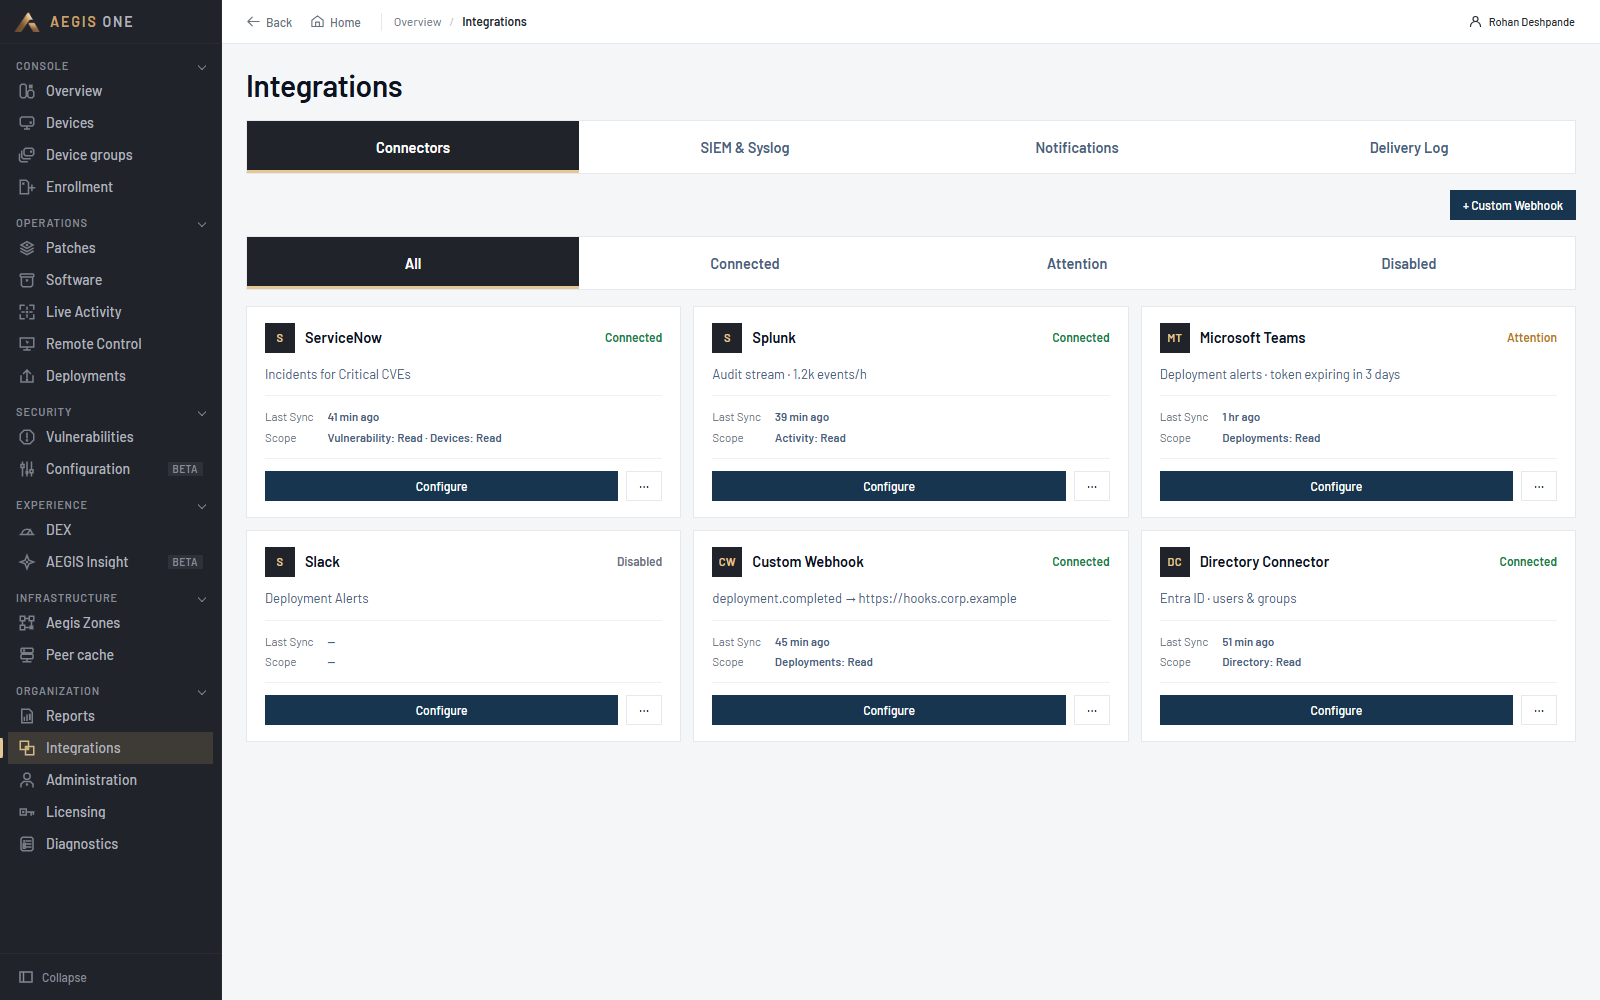 AEGIS ONE
CONSOLE
Overview
Devices
Device groups
Enrollment
OPERATIONS
Patches
Software
Live Activity
Remote Control
Deployments
SECURITY
Vulnerabilities
Configuration BETA
EXPERIENCE
DEX
AEGIS Insight BETA
INFRASTRUCTURE
Aegis Zones
Peer cache
ORGANIZATION
Reports
Integrations
Administration
Licensing
Diagnostics
Collapse
Back Home Overview / Integrations
Rohan Deshpande
Integrations
Connectors SIEM & Syslog Notifications Delivery Log
+ Custom Webhook
All Connected Attention Disabled
S ServiceNow Connected
Incidents for Critical CVEs
Last Sync 41 min ago
Scope Vulnerability: Read · Devices: Read
Configure ...
S Splunk Connected
Audit stream · 1.2k events/h
Last Sync 39 min ago
Scope Activity: Read
Configure ...
MT Microsoft Teams Attention
Deployment alerts · token expiring in 3 days
Last Sync 1 hr ago
Scope Deployments: Read
Configure ...
S Slack Disabled
Deployment Alerts
Last Sync —
Scope —
Configure ...
CW Custom Webhook Connected
deployment.completed → https://hooks.corp.example
Last Sync 45 min ago
Scope Deployments: Read
Configure ...
DC Directory Connector Connected
Entra ID · users & groups
Last Sync 51 min ago
Scope Directory: Read
Configure ...